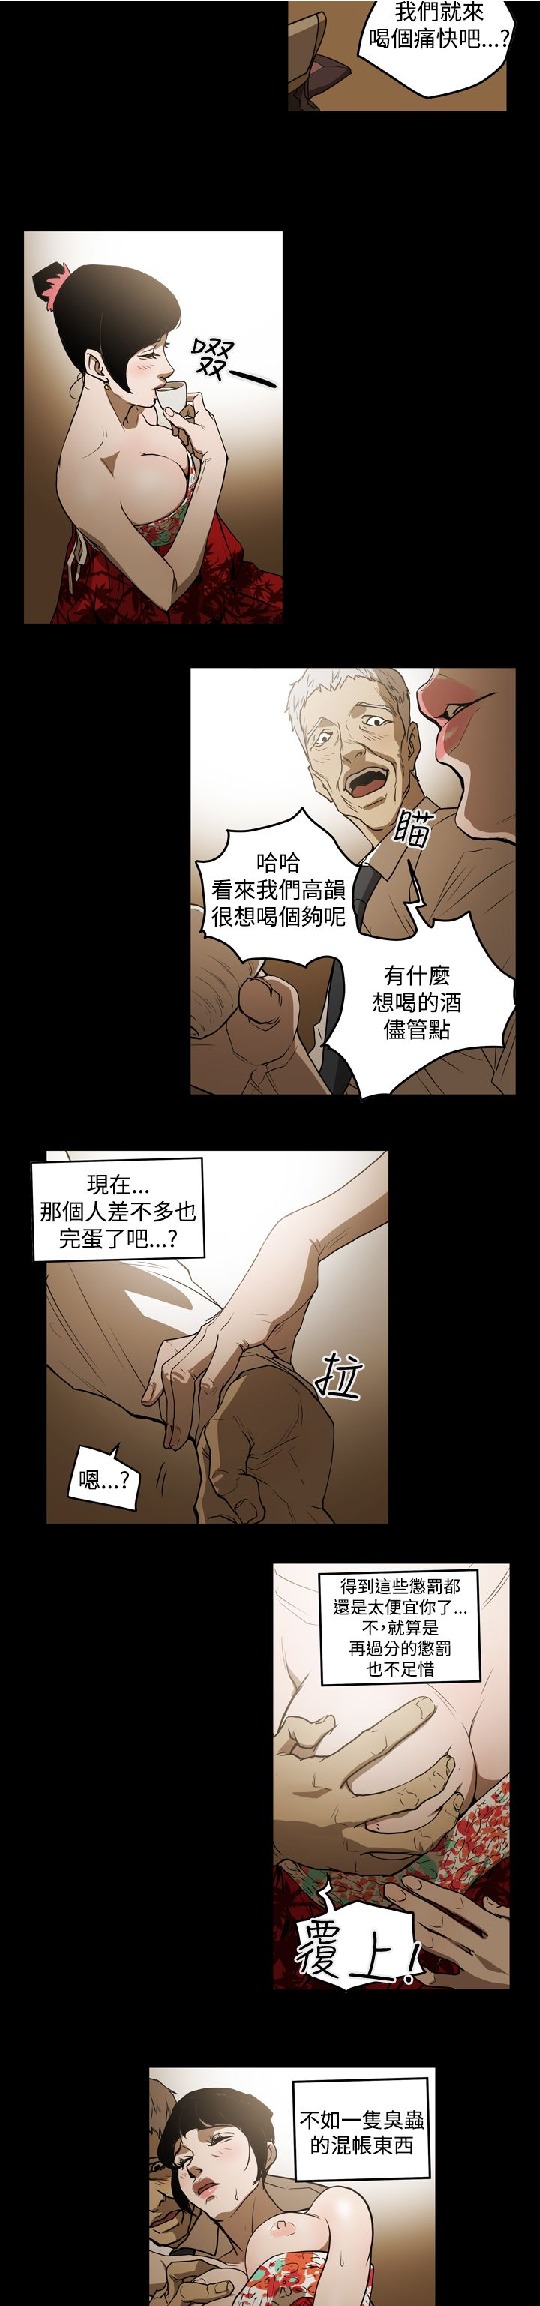 我們就來
喝個痛快吧...?
啜
哈哈
看來我們高韻
很想喝個夠呢
瞄
有什麼
想喝的酒
儘管點
現在...
那個人差不多也
完蛋了吧...?
拉
嗯...?
得到這些懲罰都
還是太便宜你了...
不,就算是
再過分的懲罰
也不足惜
覆上!
不如一隻臭蟲
的混帳東西